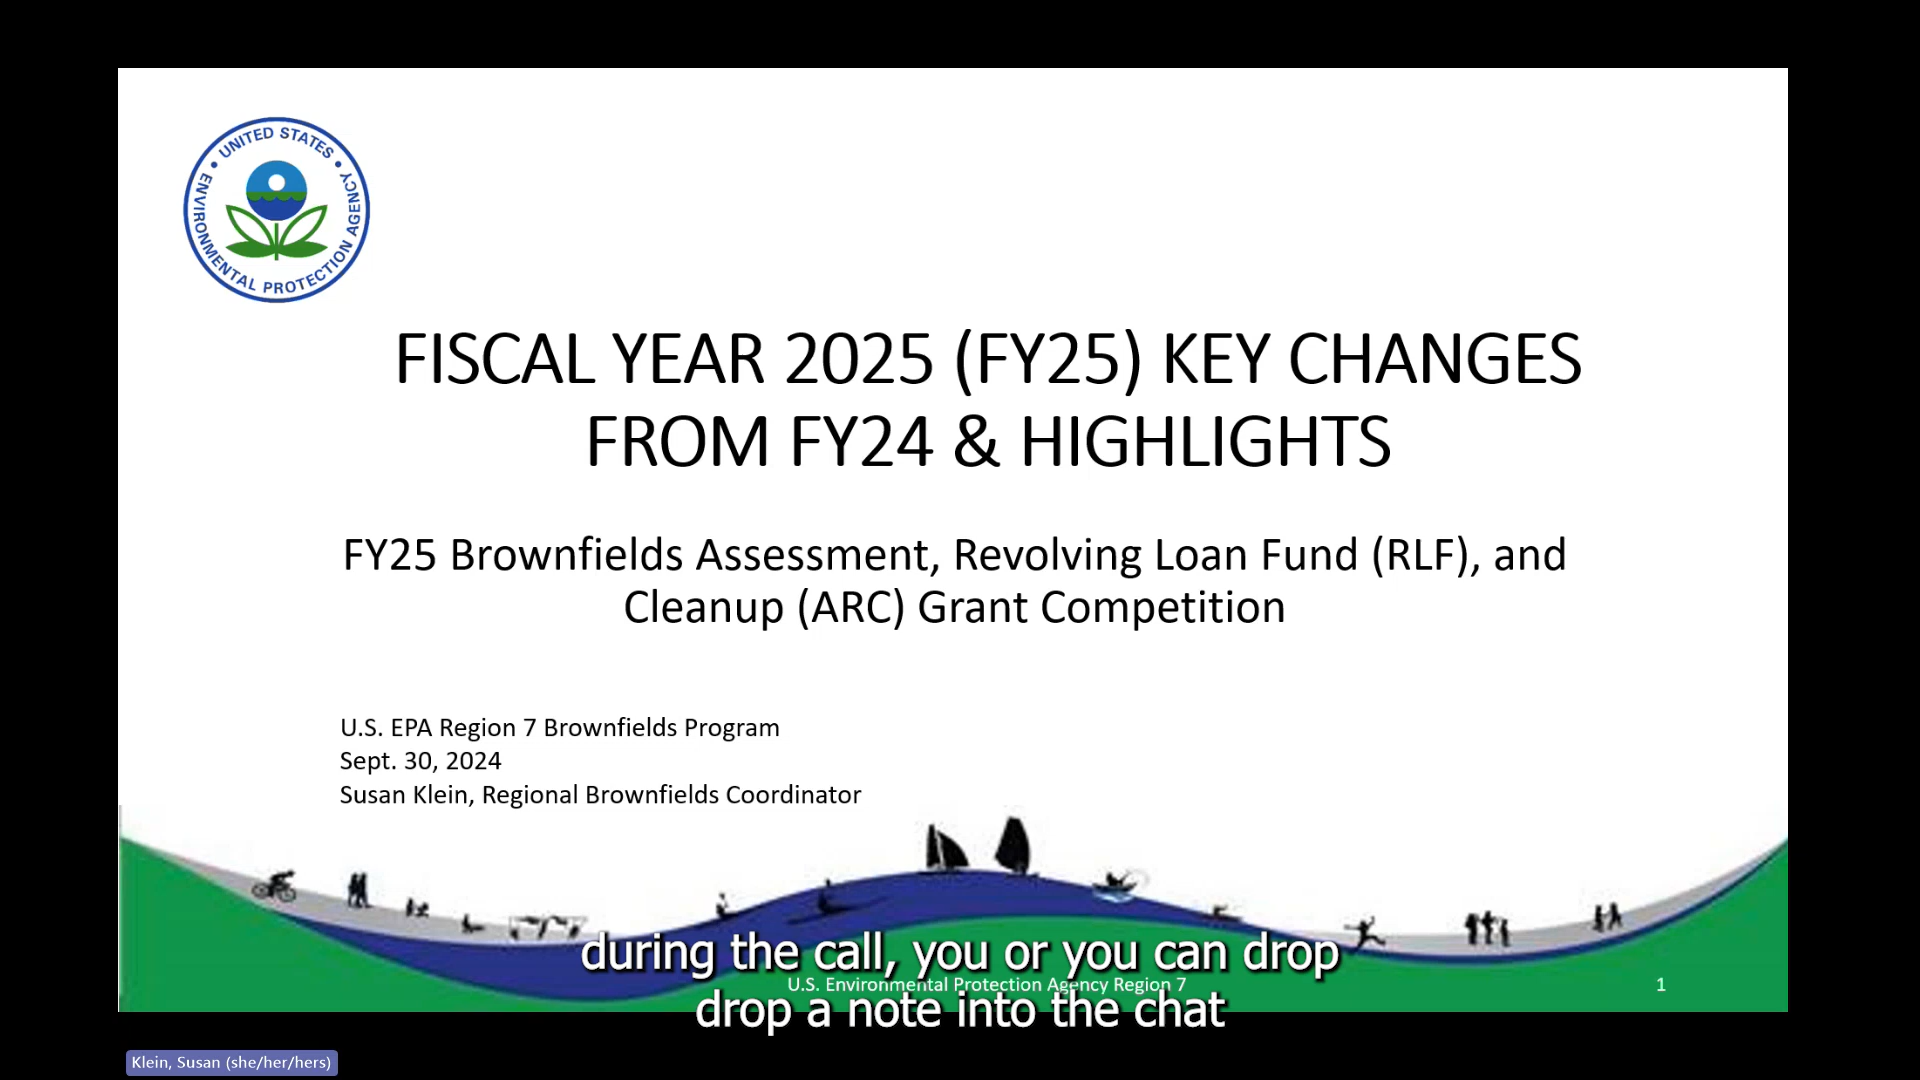 UNITED STATES
ENVIRONMENTAL PROTECTION AGENCY
FISCAL YEAR 2025 (FY25) KEY CHANGES
FROM FY24 & HIGHLIGHTS
FY25 Brownfields Assessment, Revolving Loan Fund (RLF), and
Cleanup (ARC) Grant Competition
U.S. EPA Region 7 Brownfields Program
Sept. 30, 2024
Susan Klein, Regional Brownfields Coordinator
during the call, you or you can drop
U.S. Environmental Protection Agency Region 7
1
drop a note into the chat
Klein, Susan (she/her/hers)